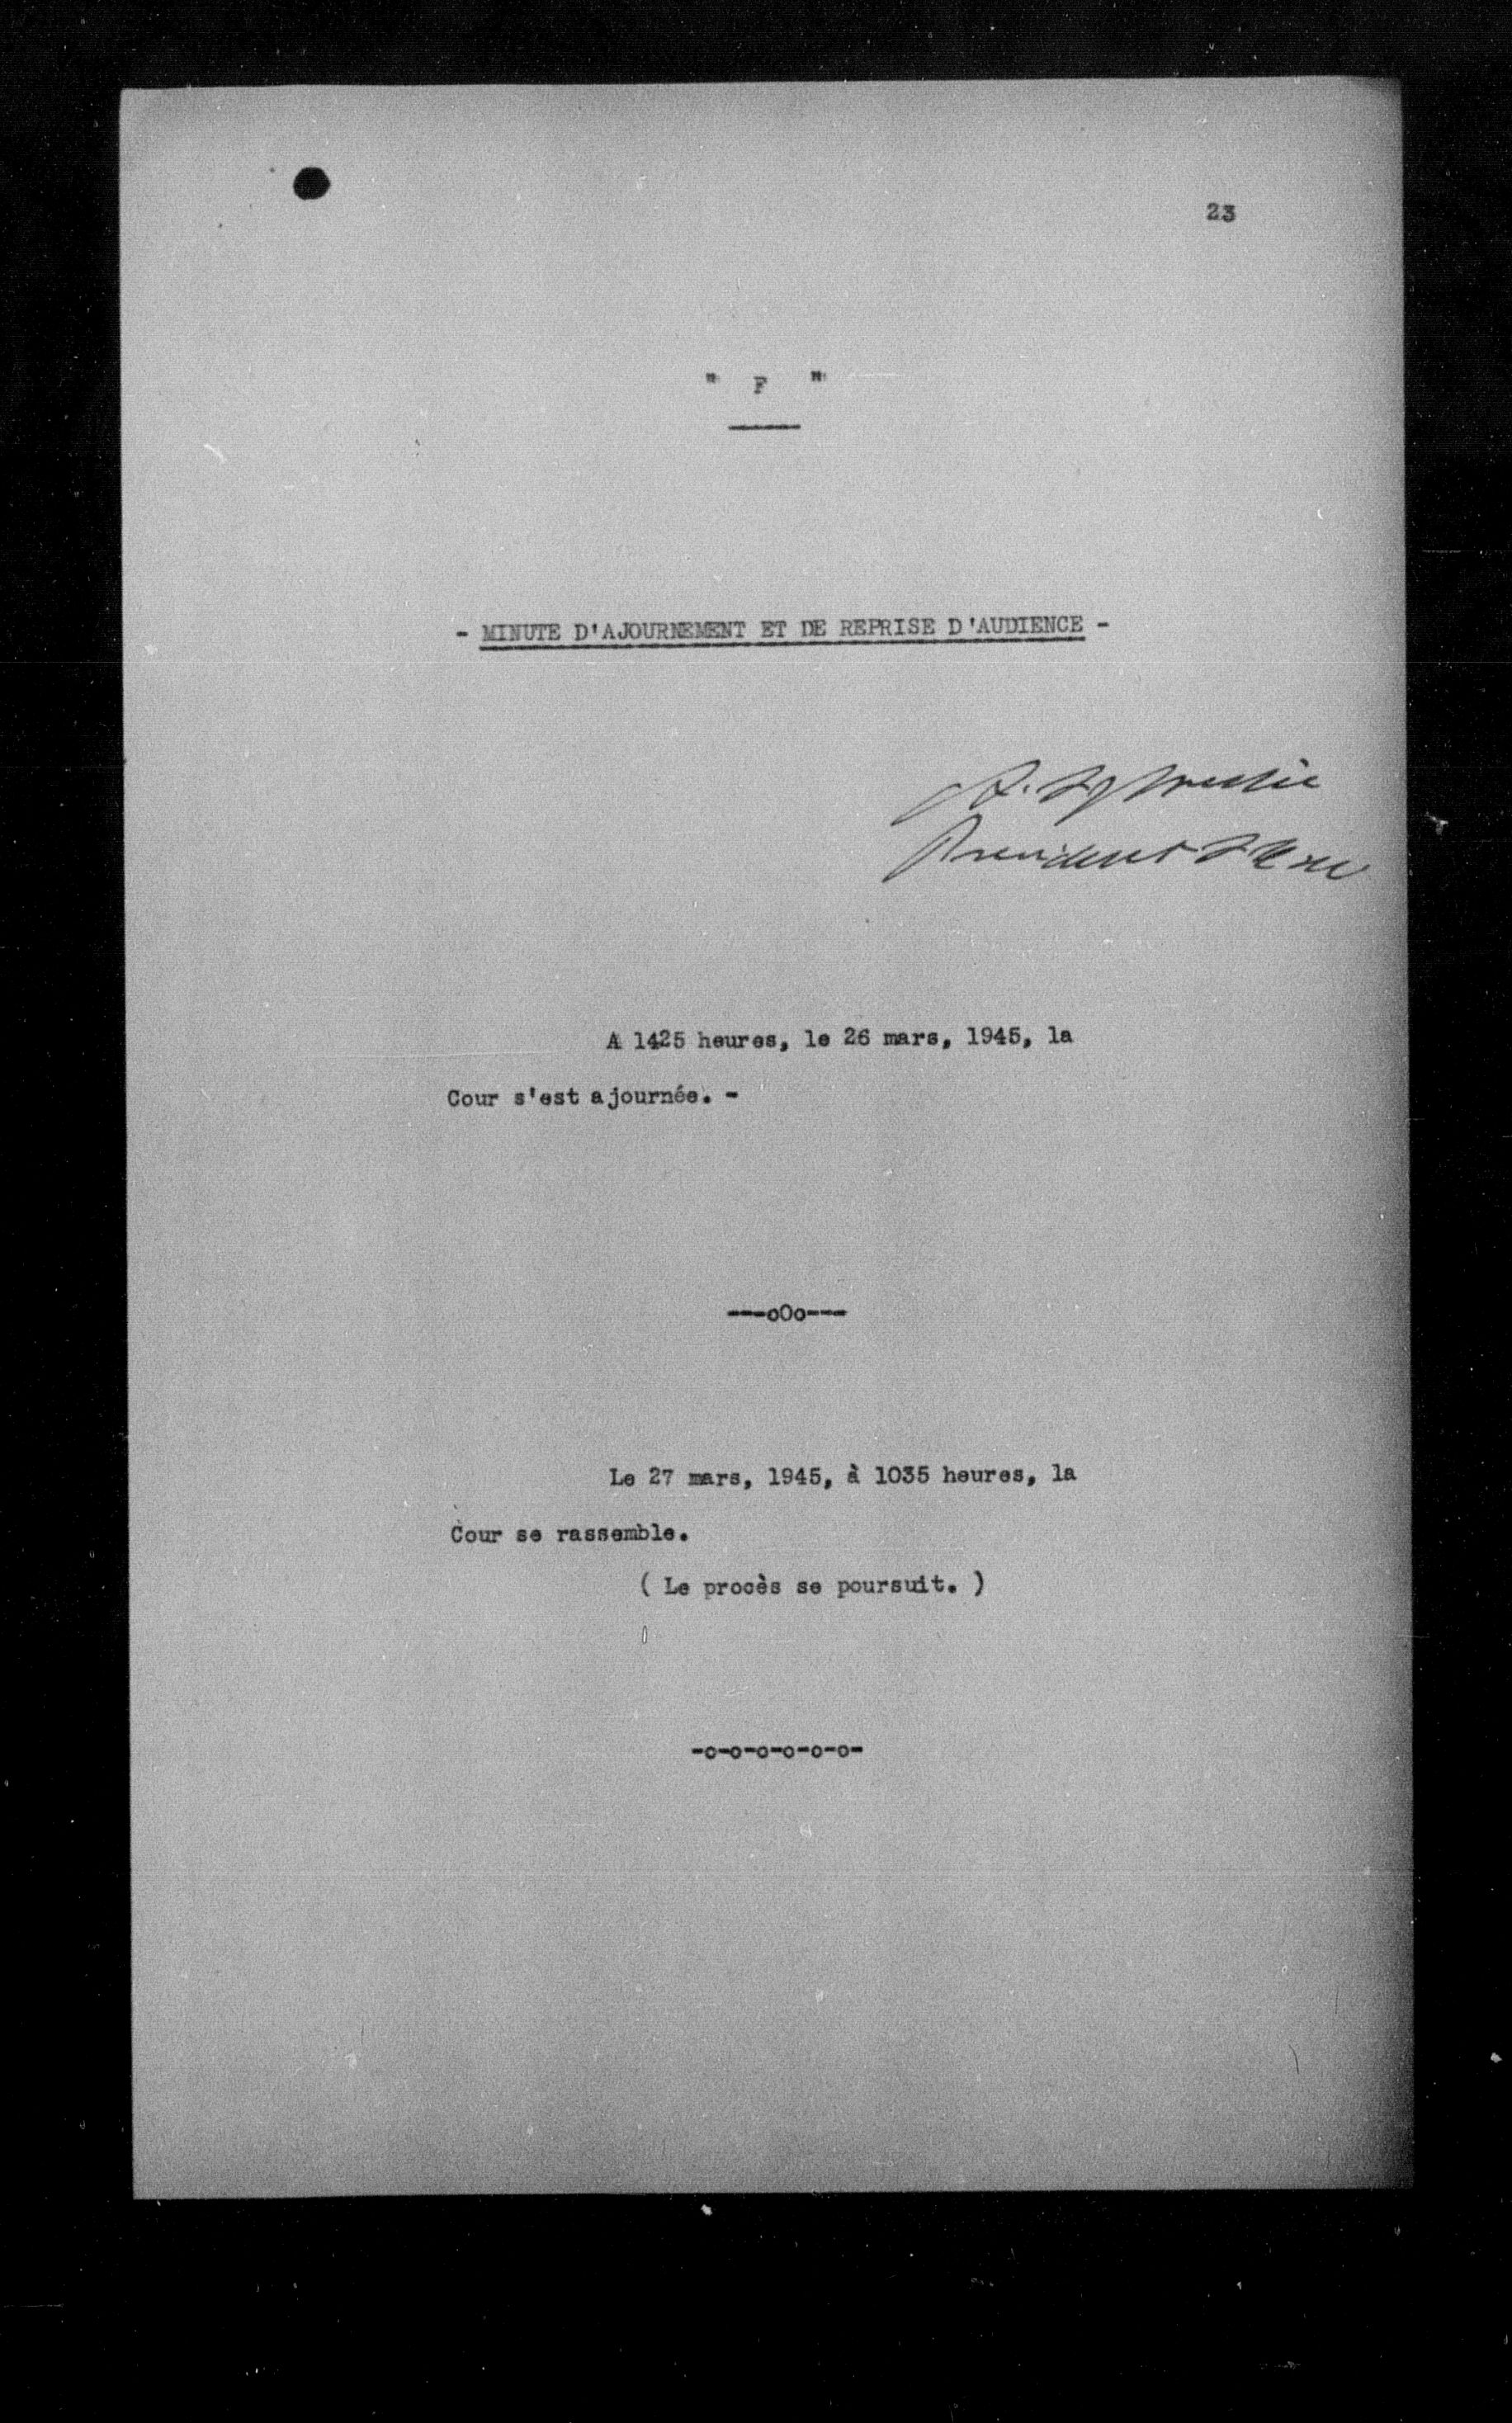 23
" F "
- MINUTE D'AJOURNEMENT ET DE REPRISE D'AUDIENCE -
President
A 1425 heures, le 26 mars, 1945, la
Cour s'est ajournée. -
---oOo---
Le 27 mars, 1945, à 1035 heures, la
Cour se rassemble.
( Le procès se poursuit. )
-o-o-o-o-o-o-